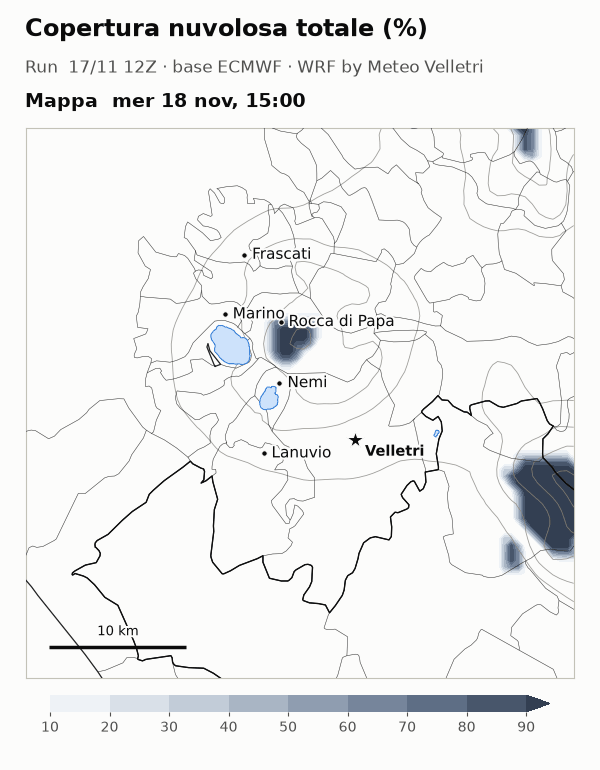 Copertura nuvolosa totale (%)
Run  17/11 12Z · base ECMWF · WRF by Meteo Velletri
Mappa  mer 18 nov, 15:00
Frascati
Marino
Rocca di Papa
Nemi
Velletri
Lanuvio
10 km
10 20 30 40 50 60 70 80 90